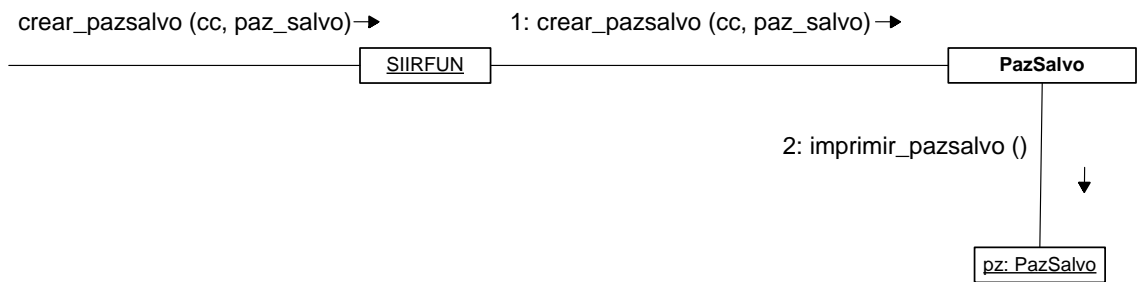 crear_pazsalvo (cc, paz_salvo)
1: crear_pazsalvo (cc, paz_salvo)
SIIRFUN
PazSalvo
2: imprimir_pazsalvo ()
pz: PazSalvo